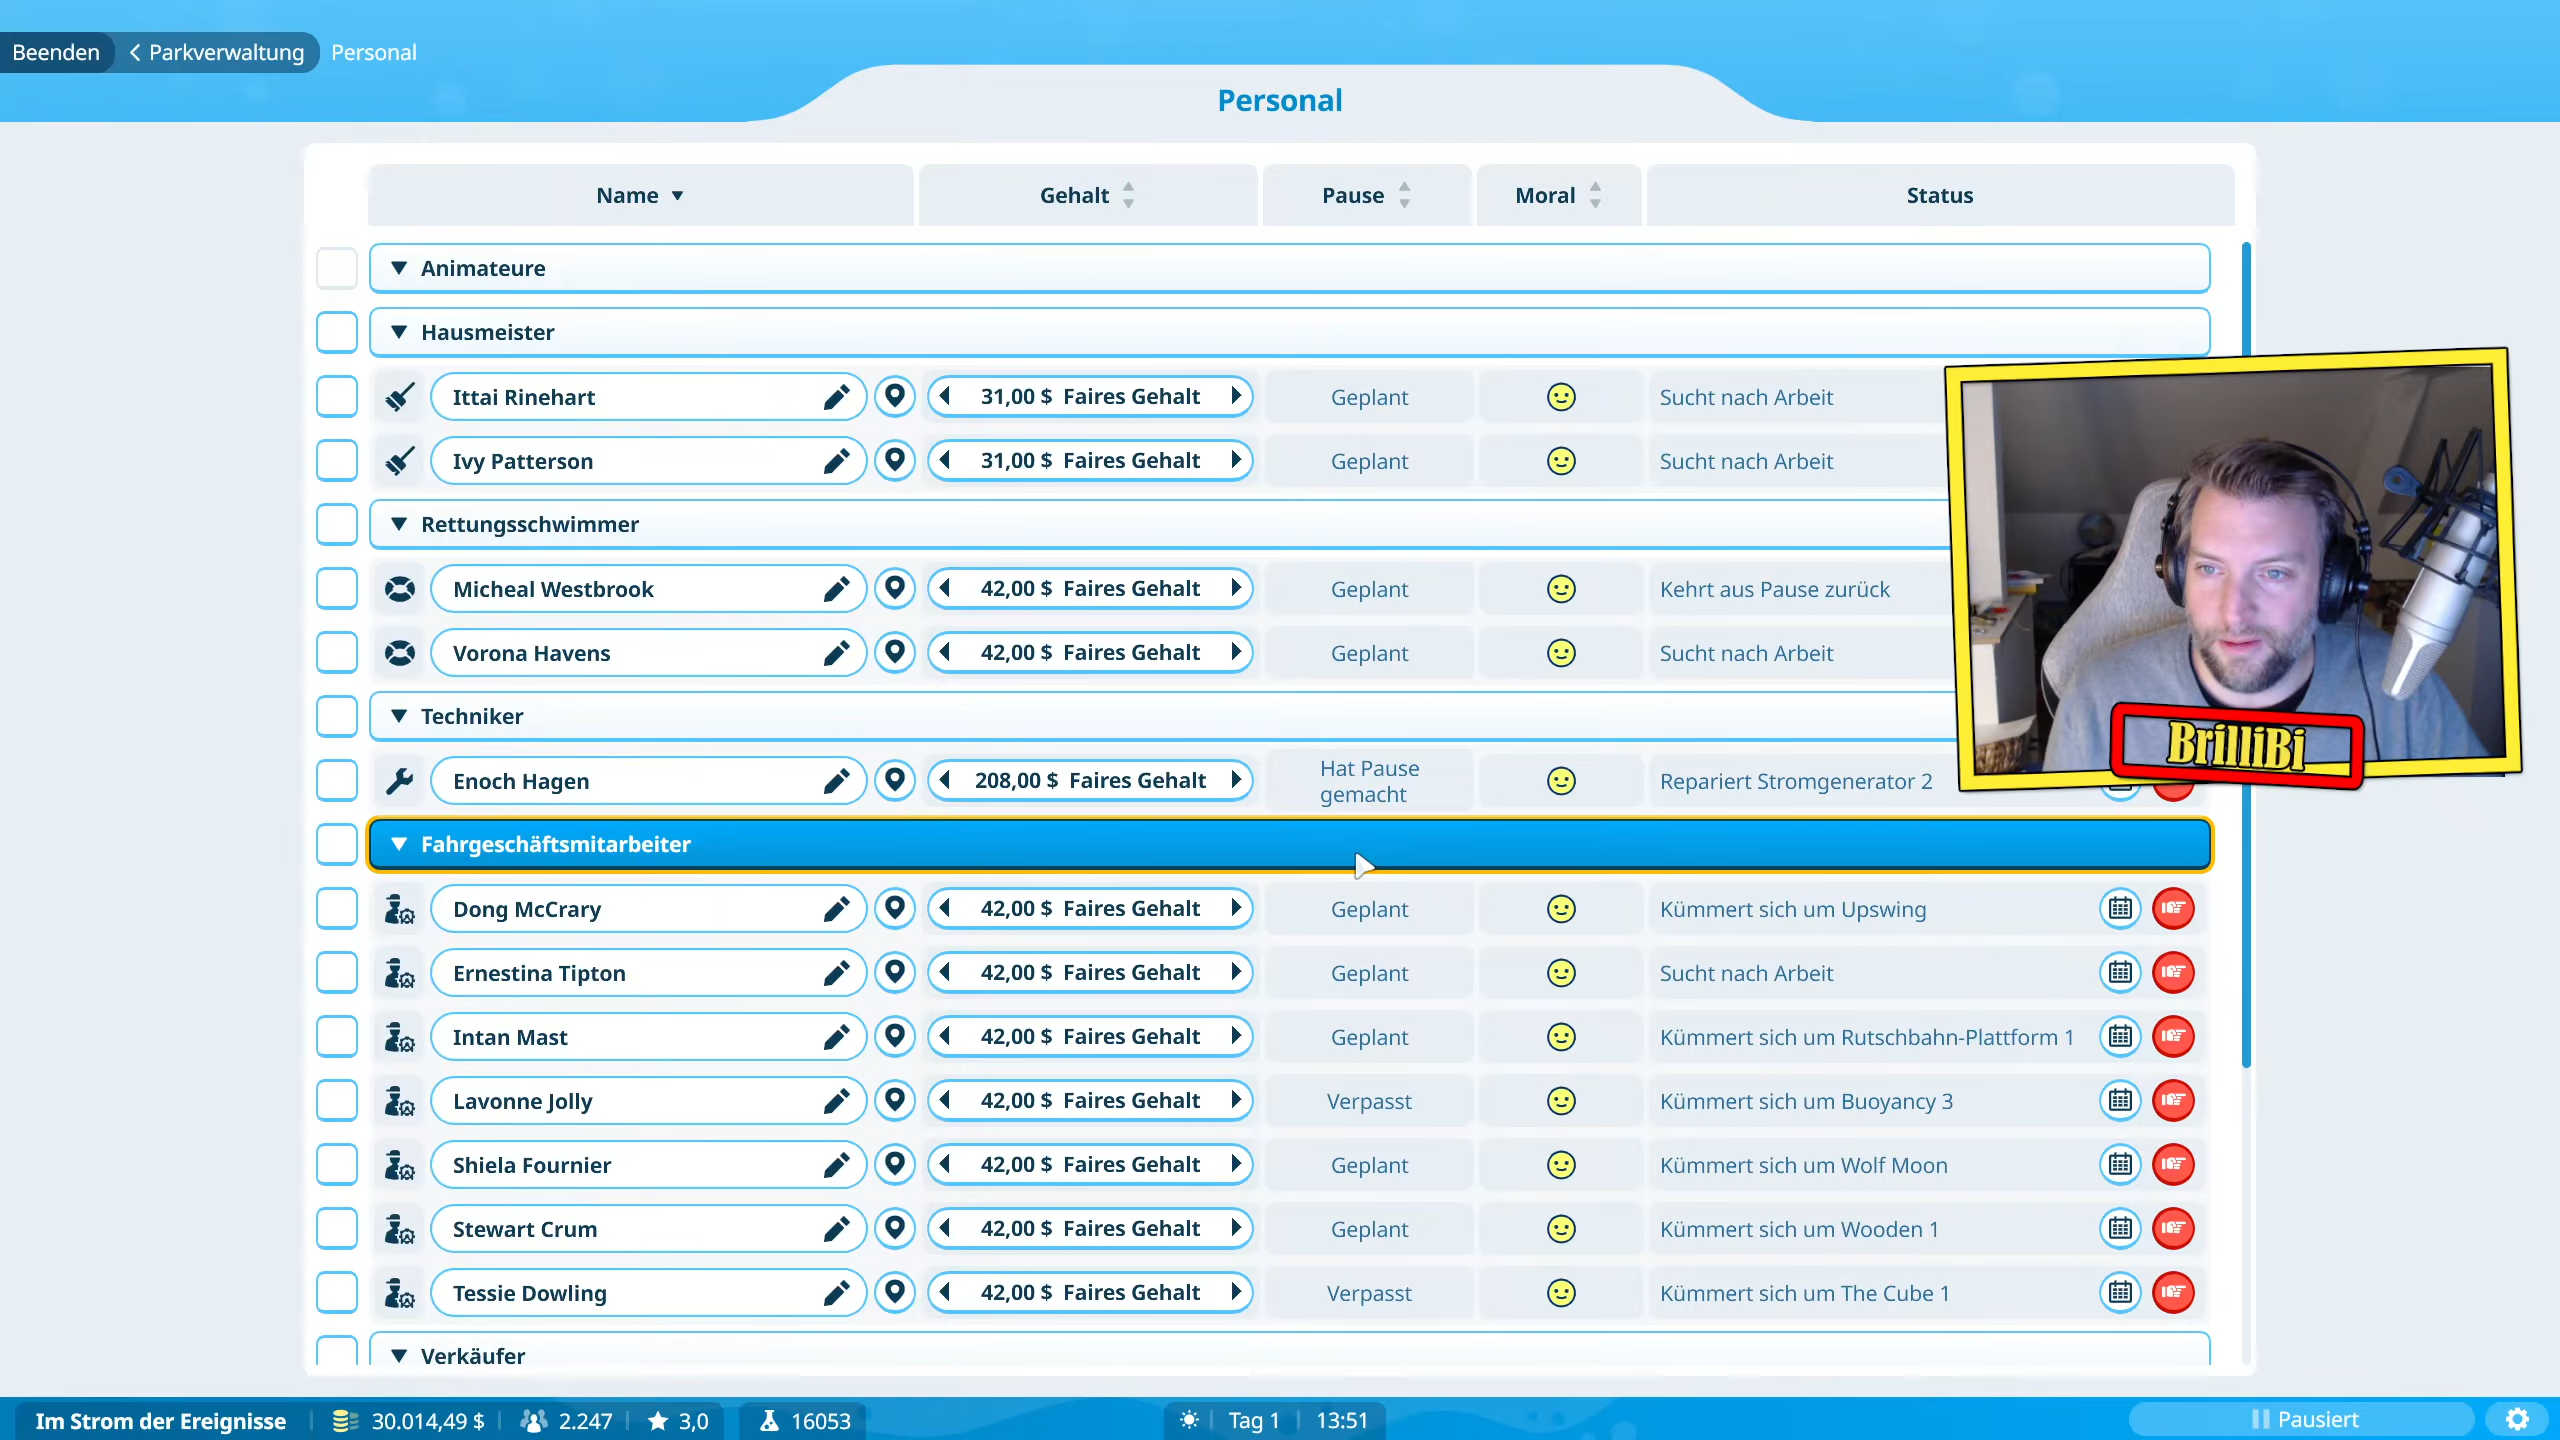 Beenden
Parkverwaltung
Personal
Personal
Name
Gehalt
Pause
Moral
Status
Animateure
Hausmeister
Ittai Rinehart 31,00 $ Faires Gehalt Geplant Sucht nach Arbeit
Ivy Patterson 31,00 $ Faires Gehalt Geplant Sucht nach Arbeit
Rettungsschwimmer
Micheal Westbrook 42,00 $ Faires Gehalt Geplant Kehrt aus Pause zurück
Vorona Havens 42,00 $ Faires Gehalt Geplant Sucht nach Arbeit
Techniker
BrilliBi
Enoch Hagen 208,00 $ Faires Gehalt Hat Pause gemacht Repariert Stromgenerator 2
Fahrgeschäftsmitarbeiter
Dong McCrary 42,00 $ Faires Gehalt Geplant Kümmert sich um Upswing
Ernestina Tipton 42,00 $ Faires Gehalt Geplant Sucht nach Arbeit
Intan Mast 42,00 $ Faires Gehalt Geplant Kümmert sich um Rutschbahn-Plattform 1
Lavonne Jolly 42,00 $ Faires Gehalt Verpasst Kümmert sich um Buoyancy 3
Shiela Fournier 42,00 $ Faires Gehalt Geplant Kümmert sich um Wolf Moon
Stewart Crum 42,00 $ Faires Gehalt Geplant Kümmert sich um Wooden 1
Tessie Dowling 42,00 $ Faires Gehalt Verpasst Kümmert sich um The Cube 1
Verkäufer
Im Strom der Ereignisse 30.014,49 $ 2.247 3,0 16053 Tag 1 13:51 Pausiert